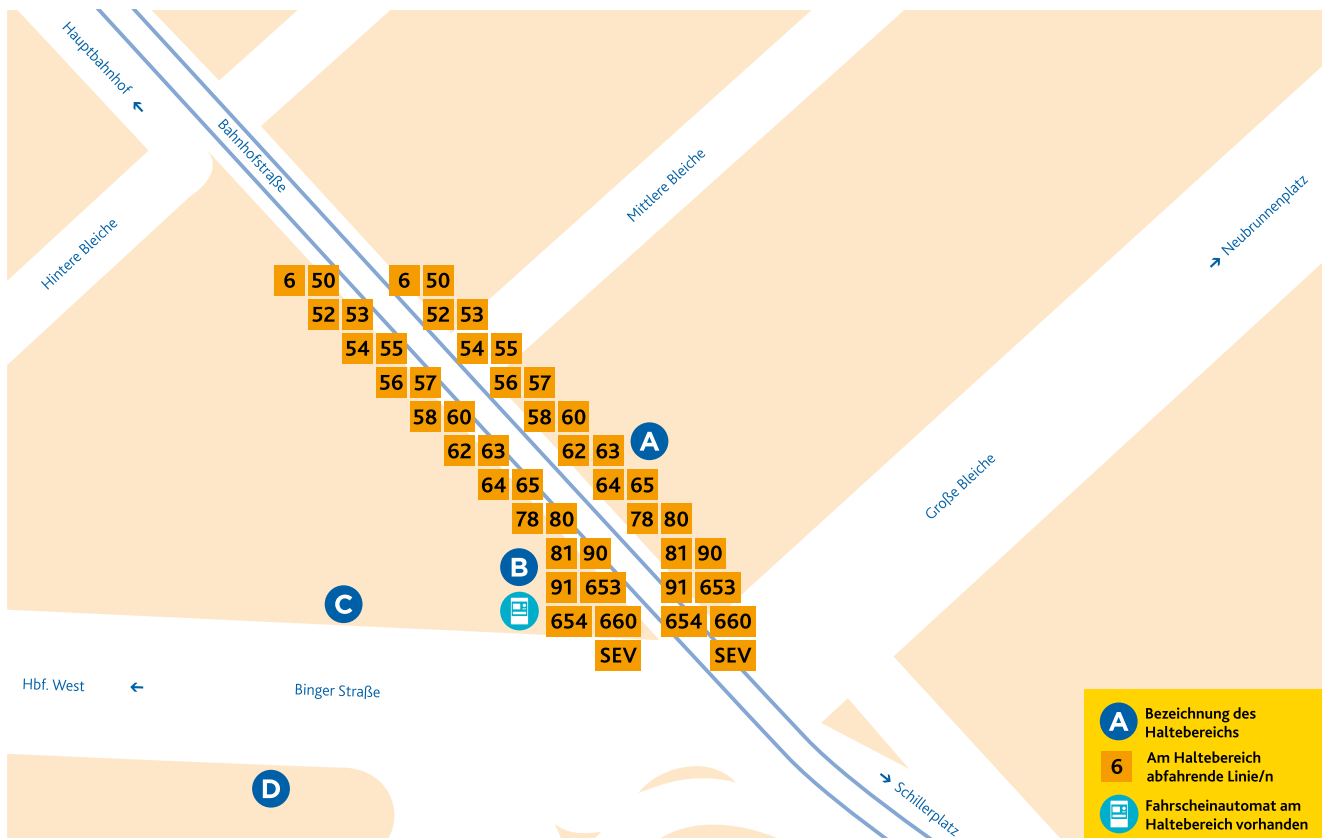 Hauptbahnhof
Bahnhofstraße
Mittlere Bleiche
Neubrunnenplatz
Hintere Bleiche
6 50 6 50
52 53 52 53
54 55 54 55
56 57 56 57
58 60 58 60
62 63 62 63
A
64 65 64 65
Große Bleiche
78 80 78 80
81 90 81 90
B
91 653 91 653
C
654 660 654 660
SEV SEV
Hbf. West
Binger Straße
D
Schillerplatz
A
Bezeichnung des
Haltebereichs
6
Am Haltebereich
abfahrende Linie/n
Fahrscheinautomat am
Haltebereich vorhanden